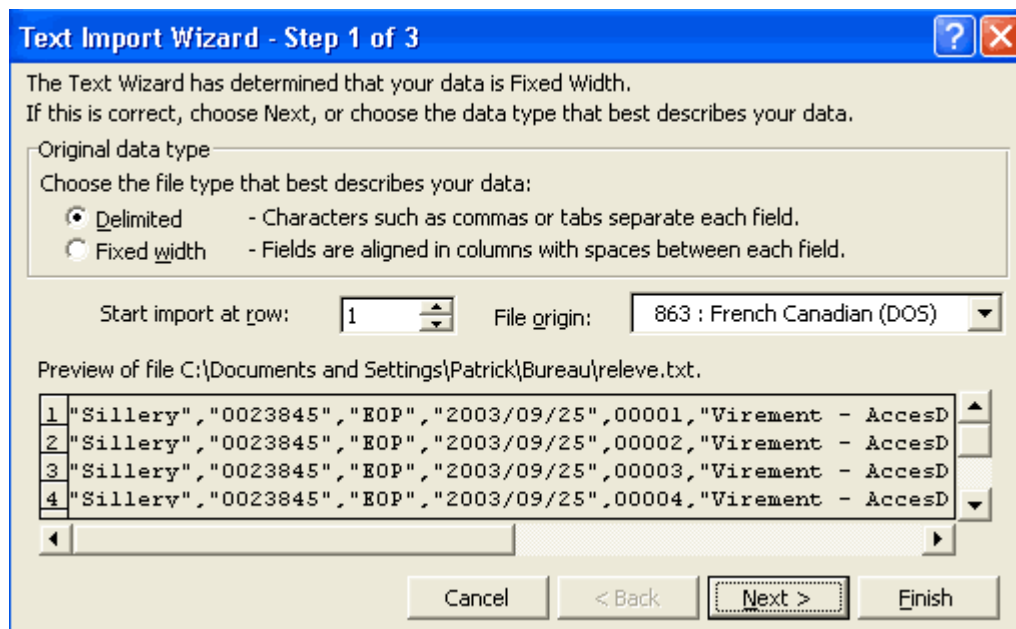 Text Import Wizard - Step 1 of 3
The Text Wizard has determined that your data is Fixed Width.
If this is correct, choose Next, or choose the data type that best describes your data.
Original data type
Choose the file type that best describes your data:
Delimited - Characters such as commas or tabs separate each field.
Fixed width - Fields are aligned in columns with spaces between each field.
Start import at row: 1 File origin: 863 : French Canadian (DOS)
Preview of file C:\Documents and Settings\Patrick\Bureau\releve.txt.
1 "Sillery","0023845","EOP","2003/09/25",00001,"Virement - AccesD
2 "Sillery","0023845","EOP","2003/09/25",00002,"Virement - AccesD
3 "Sillery","0023845","EOP","2003/09/25",00003,"Virement - AccesD
4 "Sillery","0023845","EOP","2003/09/25",00004,"Virement - AccesD
Cancel < Back Next > Finish